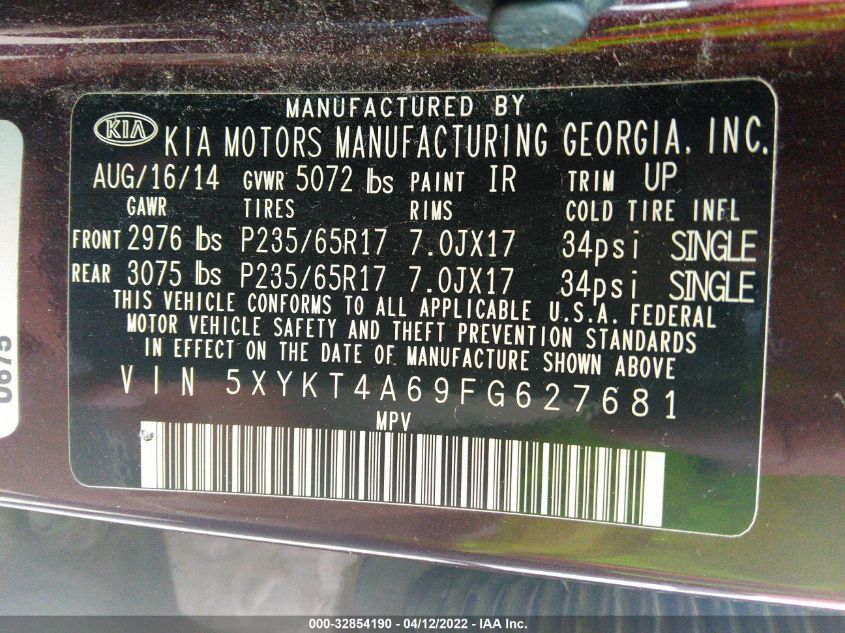 MANUFACTURED BY
KIA KIA MOTORS MANUFACTURING GEORGIA, INC.
AUG/16/14 GVWR 5072 lbs PAINT IR TRIM UP
GAWR TIRES RIMS COLD TIRE INFL
FRONT 2976 lbs P235/65R17 7.0JX17 34psi SINGLE
REAR 3075 lbs P235/65R17 7.0JX17 34psi SINGLE
THIS VEHICLE CONFORMS TO ALL APPLICABLE U.S.A. FEDERAL
MOTOR VEHICLE SAFETY AND THEFT PREVENTION STANDARDS
IN EFFECT ON THE DATE OF MANUFACTURE SHOWN ABOVE
VIN 5XYKT4A69FG627681
MPV
000-32854190 - 04/12/2022 - IAA Inc.